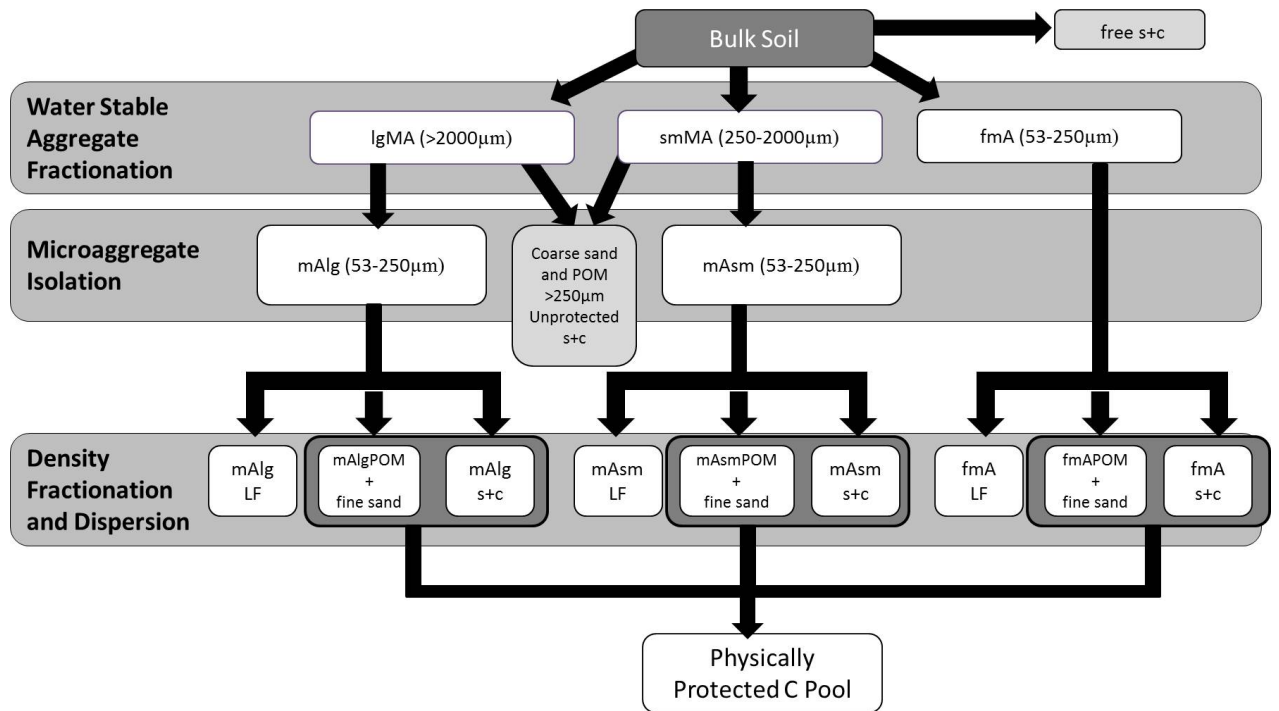 Bulk Soil
free s+c
Water Stable
Aggregate
Fractionation
lgMA (>2000μm)
smMA (250-2000μm)
fmA (53-250μm)
Microaggregate
Isolation
mAlg (53-250μm)
Coarse sand
and POM
>250μm
Unprotected
s+c
mAsm (53-250μm)
Density
Fractionation
and Dispersion
mAlg
LF
mAlgPOM
+
fine sand
mAlg
s+c
mAsm
LF
mAsmPOM
+
fine sand
mAsm
s+c
fmA
LF
fmAPOM
+
fine sand
fmA
s+c
Physically
Protected C Pool